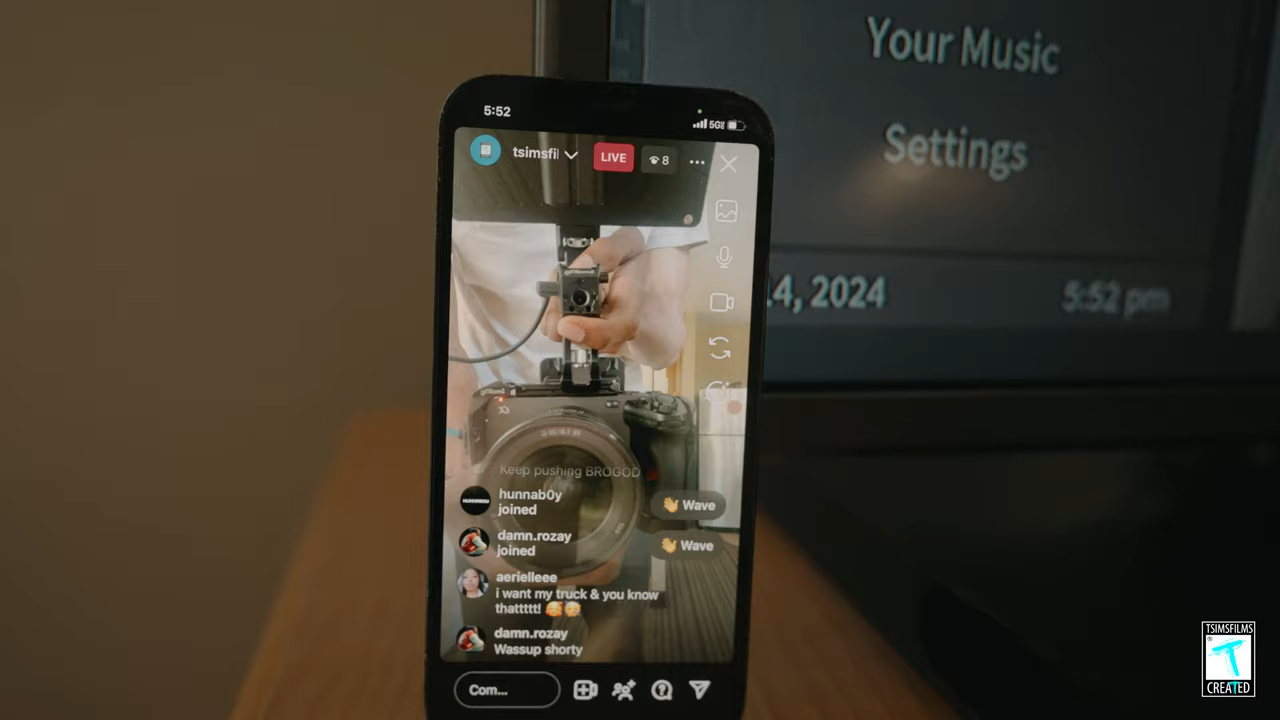 Your Music
Settings
14, 2024
5:52 pm
5:52
5G
tsimsfil
LIVE
8
Keep pushing BROGOD
hunnab0y
joined
Wave
damn.rozay
joined
Wave
aerielleee
i want my truck & you know
thattttt!
damn.rozay
Wassup shorty
Com...
TSIMSFILMS
®
T
CREATED